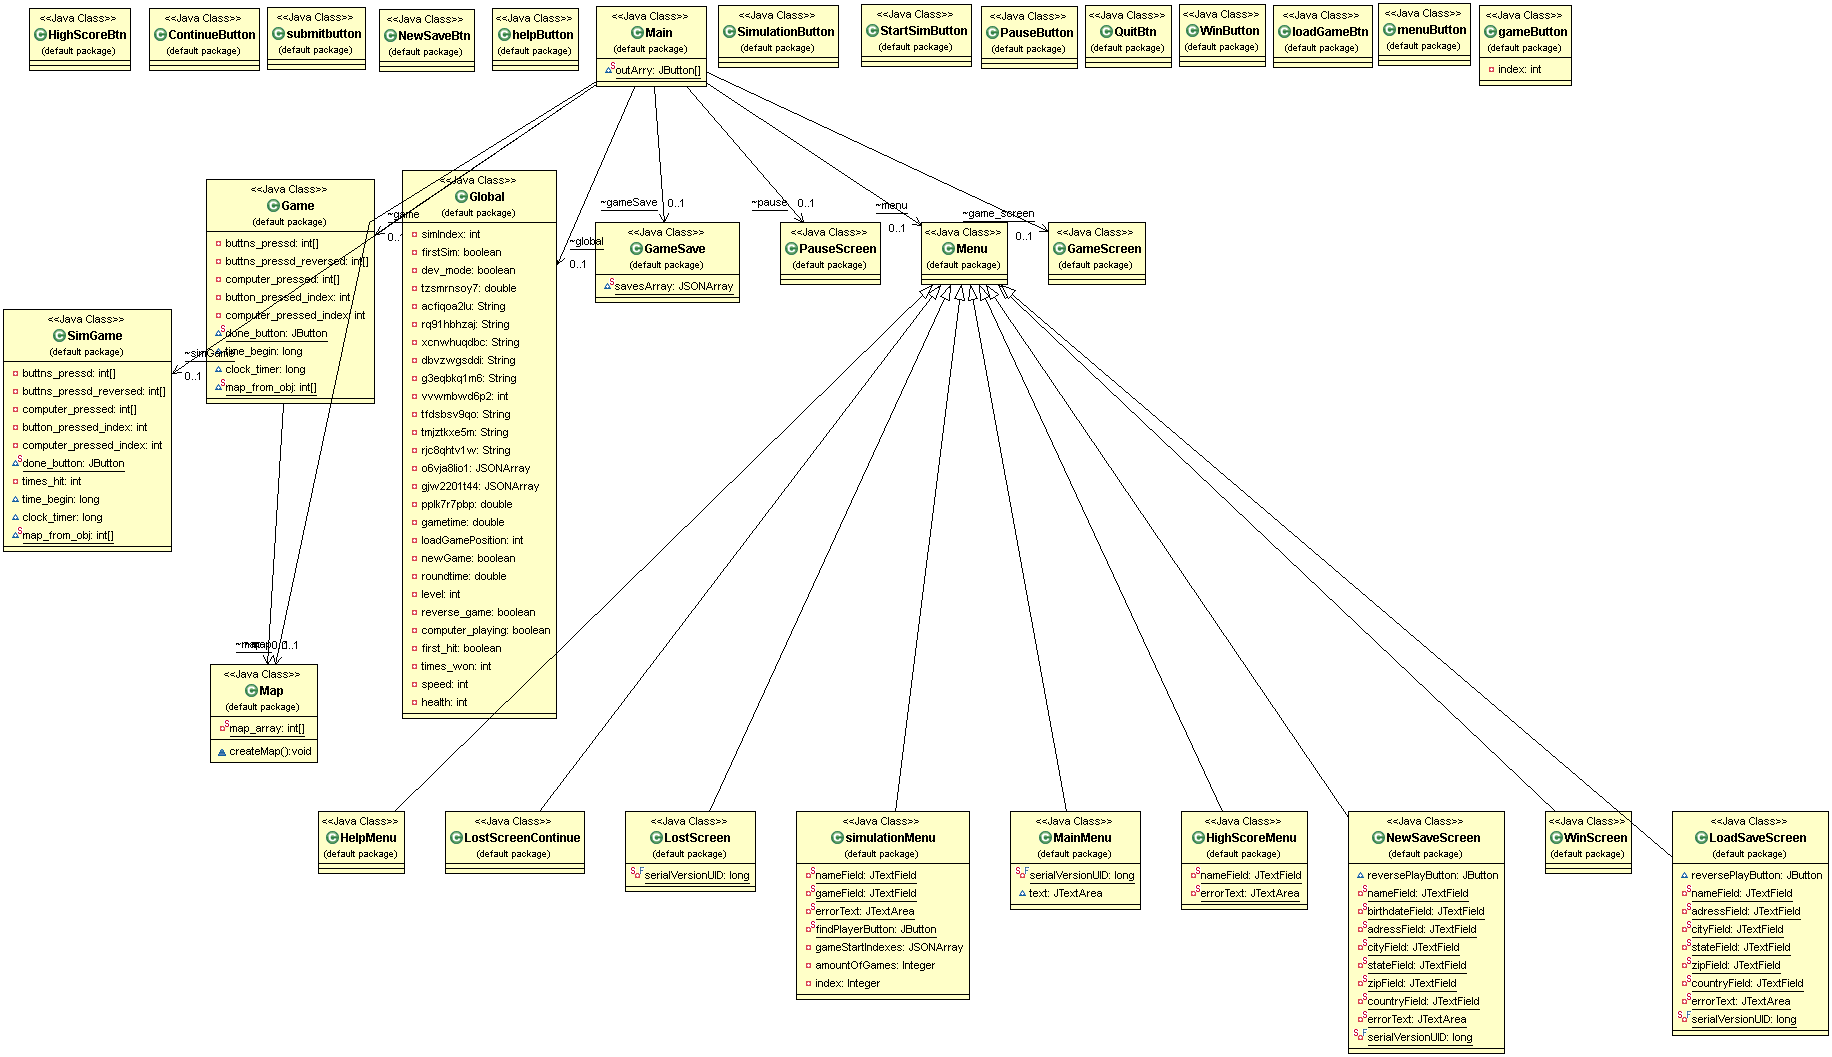 <<Java Class>>
HighScoreBtn
(default package)
<<Java Class>>
ContinueButton
(default package)
<<Java Class>>
submitbutton
(default package)
<<Java Class>>
NewSaveBtn
(default package)
<<Java Class>>
helpButton
(default package)
<<Java Class>>
Main
(default package)
outArry: JButton[]
<<Java Class>>
SimulationButton
(default package)
<<Java Class>>
StartSimButton
(default package)
<<Java Class>>
PauseButton
(default package)
<<Java Class>>
QuitBtn
(default package)
<<Java Class>>
WinButton
(default package)
<<Java Class>>
loadGameBtn
(default package)
<<Java Class>>
menuButton
(default package)
<<Java Class>>
gameButton
(default package)
index: int
<<Java Class>>
Game
(default package)
buttns_pressd: int[]
buttns_pressd_reversed: int[]
computer_pressed: int[]
button_pressed_index: int
computer_pressed_index: int
done_button: JButton
time_begin: long
clock_timer: long
map_from_obj: int[]
~game
0..1
<<Java Class>>
Global
(default package)
simIndex: int
firstSim: boolean
dev_mode: boolean
tzsmrnsoy7: double
acfiqoa2lu: String
rq91hbhzaj: String
xcnwhuqdbc: String
dbvzwgsddi: String
g3eqbkq1m6: String
vvwmbwd6p2: int
tfdsbsv9qo: String
tmjztkxe5m: String
rjc8qhtv1w: String
o6vja8lio1: JSONArray
gjw2201t44: JSONArray
pplk7r7pbp: double
gametime: double
loadGamePosition: int
newGame: boolean
roundtime: double
level: int
reverse_game: boolean
computer_playing: boolean
first_hit: boolean
times_won: int
speed: int
health: int
~global
0..1
~gameSave 0..1
<<Java Class>>
GameSave
(default package)
savesArray: JSONArray
~pause 0..1
<<Java Class>>
PauseScreen
(default package)
~menu
0..1
<<Java Class>>
Menu
(default package)
~game_screen
0..1
<<Java Class>>
GameScreen
(default package)
<<Java Class>>
SimGame
(default package)
buttns_pressd: int[]
buttns_pressd_reversed: int[]
computer_pressed: int[]
button_pressed_index: int
computer_pressed_index: int
done_button: JButton
times_hit: int
time_begin: long
clock_timer: long
map_from_obj: int[]
~simGame
0..1
~map
0..1
<<Java Class>>
Map
(default package)
map_array: int[]
createMap():void
<<Java Class>>
HelpMenu
(default package)
<<Java Class>>
LostScreenContinue
(default package)
<<Java Class>>
LostScreen
(default package)
serialVersionUID: long
<<Java Class>>
simulationMenu
(default package)
nameField: JTextField
gameField: JTextField
errorText: JTextArea
findPlayerButton: JButton
gameStartIndexes: JSONArray
amountOfGames: Integer
index: Integer
<<Java Class>>
MainMenu
(default package)
serialVersionUID: long
text: JTextArea
<<Java Class>>
HighScoreMenu
(default package)
nameField: JTextField
errorText: JTextArea
<<Java Class>>
NewSaveScreen
(default package)
reversePlayButton: JButton
nameField: JTextField
birthdateField: JTextField
adressField: JTextField
cityField: JTextField
stateField: JTextField
zipField: JTextField
countryField: JTextField
errorText: JTextArea
serialVersionUID: long
<<Java Class>>
WinScreen
(default package)
<<Java Class>>
LoadSaveScreen
(default package)
reversePlayButton: JButton
nameField: JTextField
adressField: JTextField
cityField: JTextField
stateField: JTextField
zipField: JTextField
countryField: JTextField
errorText: JTextArea
serialVersionUID: long